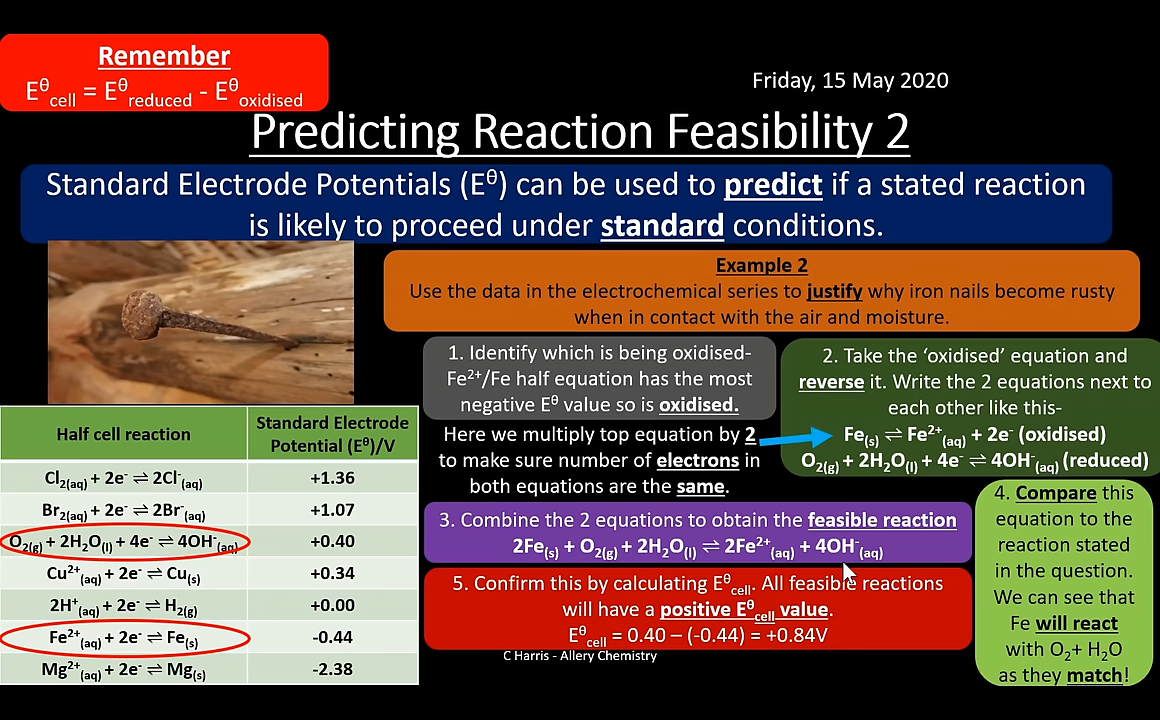 Remember
E^θ_cell = E^θ_reduced - E^θ_oxidised
Friday, 15 May 2020
Predicting Reaction Feasibility 2
Standard Electrode Potentials (E^θ) can be used to predict if a stated reaction
is likely to proceed under standard conditions.
Example 2
Use the data in the electrochemical series to justify why iron nails become rusty
when in contact with the air and moisture.
1. Identify which is being oxidised-
Fe²⁺/Fe half equation has the most
negative E^θ value so is oxidised.
Here we multiply top equation by 2
to make sure number of electrons in
both equations are the same.
2. Take the ‘oxidised’ equation and
reverse it. Write the 2 equations next to
each other like this-
Fe(s) ⇌ Fe²⁺(aq) + 2e⁻ (oxidised)
O₂(g) + 2H₂O(l) + 4e⁻ ⇌ 4OH⁻(aq) (reduced)
3. Combine the 2 equations to obtain the feasible reaction
2Fe(s) + O₂(g) + 2H₂O(l) ⇌ 2Fe²⁺(aq) + 4OH⁻(aq)
4. Compare this
equation to the
reaction stated
in the question.
We can see that
Fe will react
with O₂+ H₂O
as they match!
5. Confirm this by calculating E^θ_cell. All feasible reactions
will have a positive E^θ_cell value.
E^θ_cell = 0.40 – (-0.44) = +0.84V
C Harris - Allery Chemistry
Half cell reaction Standard Electrode
Potential (E^θ)/V
Cl₂(aq) + 2e⁻ ⇌ 2Cl⁻(aq) +1.36
Br₂(aq) + 2e⁻ ⇌ 2Br⁻(aq) +1.07
O₂(g) + 2H₂O(l) + 4e⁻ ⇌ 4OH⁻(aq) +0.40
Cu²⁺(aq) + 2e⁻ ⇌ Cu(s) +0.34
2H⁺(aq) + 2e⁻ ⇌ H₂(g) +0.00
Fe²⁺(aq) + 2e⁻ ⇌ Fe(s) -0.44
Mg²⁺(aq) + 2e⁻ ⇌ Mg(s) -2.38